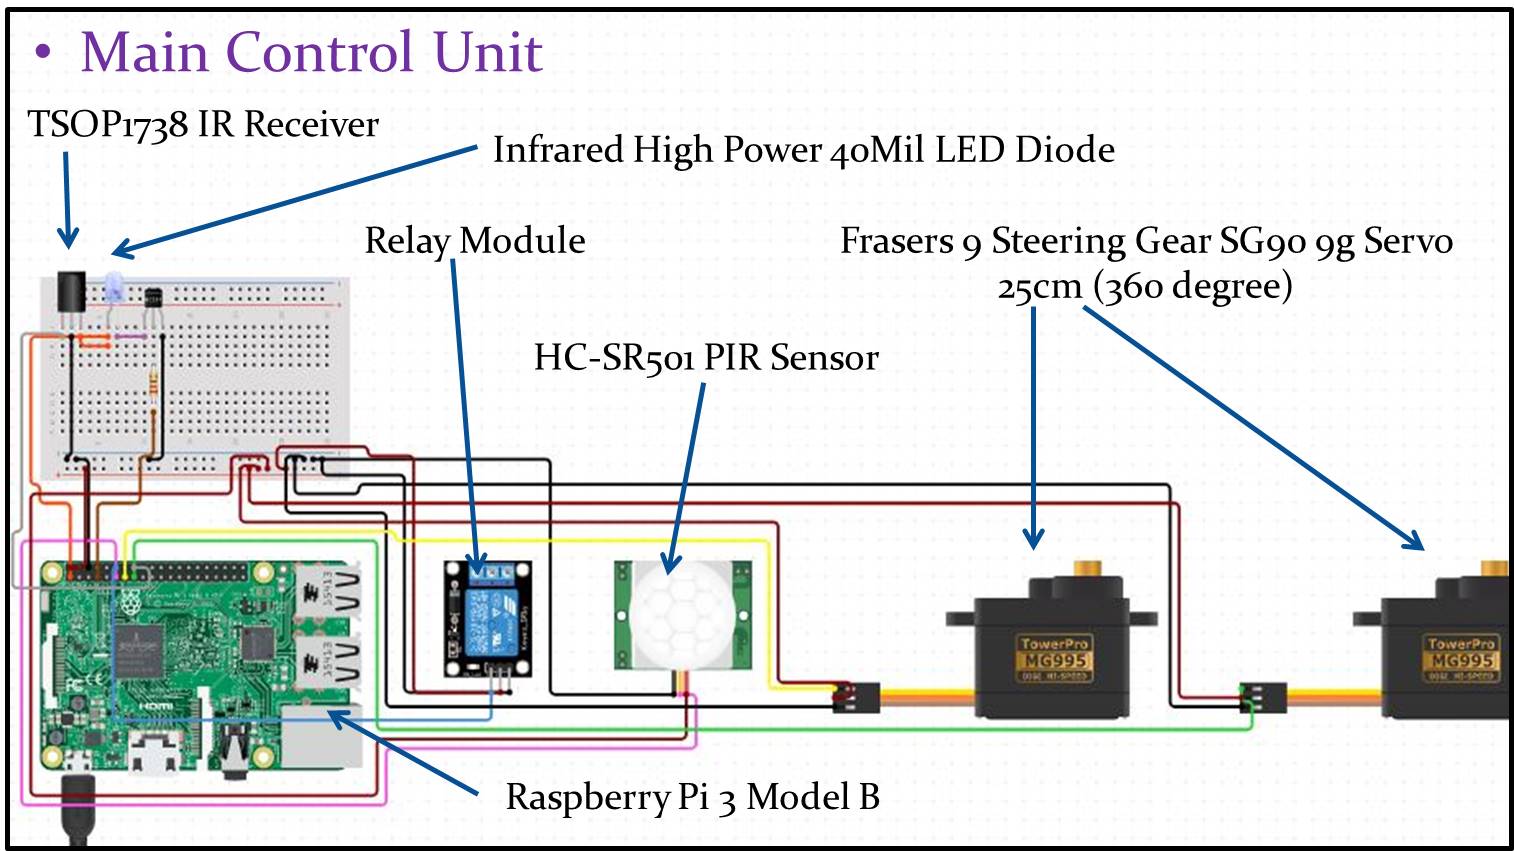 • Main Control Unit
TSOP1738 IR Receiver
Infrared High Power 40Mil LED Diode
Relay Module
Frasers 9 Steering Gear SG90 9g Servo
25cm (360 degree)
HC-SR501 PIR Sensor
TowerPro
MG995
TowerPro
MG995
HDMI
Raspberry Pi 3 Model B